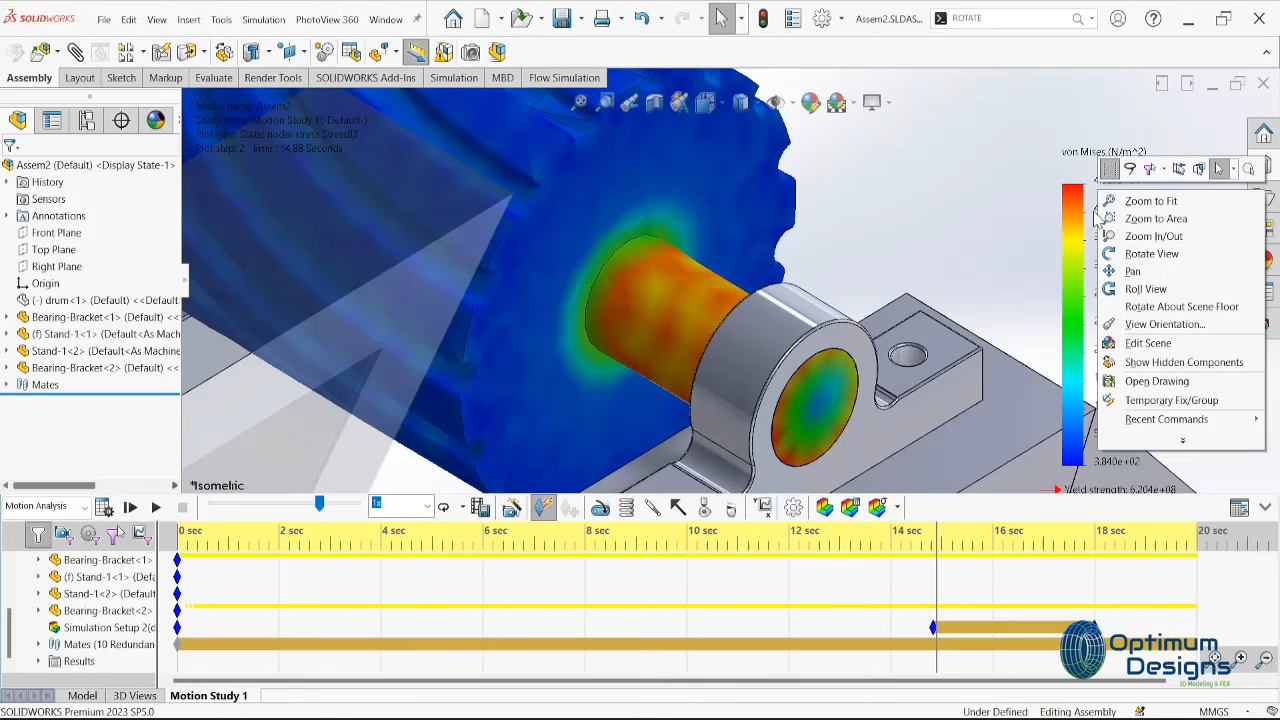 SOLIDWORKS File Edit View Insert Tools Simulation PhotoView 360 Window Assem2.SLDAS... ROTATE
Assembly Layout Sketch Markup Evaluate Render Tools SOLIDWORKS Add-Ins Simulation MBD Flow Simulation
Model name: Assem2
Study name: Motion Study 1(-Default-)
Plot type: Static nodal stress Stress83
Plot step: 2 time : 14.88 Seconds
Assem2 (Default) <Display State-1>
History
Sensors
Annotations
Front Plane
Top Plane
Right Plane
Origin
(-) drum<1> (Default) <<Default
Bearing-Bracket<1> (Default) <<
(f) Stand-1<1> (Default<As Machi
Stand-1<2> (Default<As Machine
Bearing-Bracket<2> (Default) <<
Mates
von Mises (N/m^2)
Zoom to Fit
Zoom to Area
Zoom In/Out
Rotate View
Pan
Roll View
Rotate About Scene Floor
View Orientation...
Edit Scene
Show Hidden Components
Open Drawing
Temporary Fix/Group
Recent Commands
3.840e+02
Yield strength: 6.204e+08
*Isometric
Motion Analysis 1x
0 sec 2 sec 4 sec 6 sec 8 sec 10 sec 12 sec 14 sec 16 sec 18 sec 20 sec
Bearing-Bracket<1>
(f) Stand-1<1> (Defa
Stand-1<2> (Default
Bearing-Bracket<2>
Simulation Setup 2(d
Mates (10 Redundan
Results
Optimum
Designs
3D Modeling & FEA
Model 3D Views Motion Study 1
SOLIDWORKS Premium 2023 SP5.0 Under Defined Editing Assembly MMGS